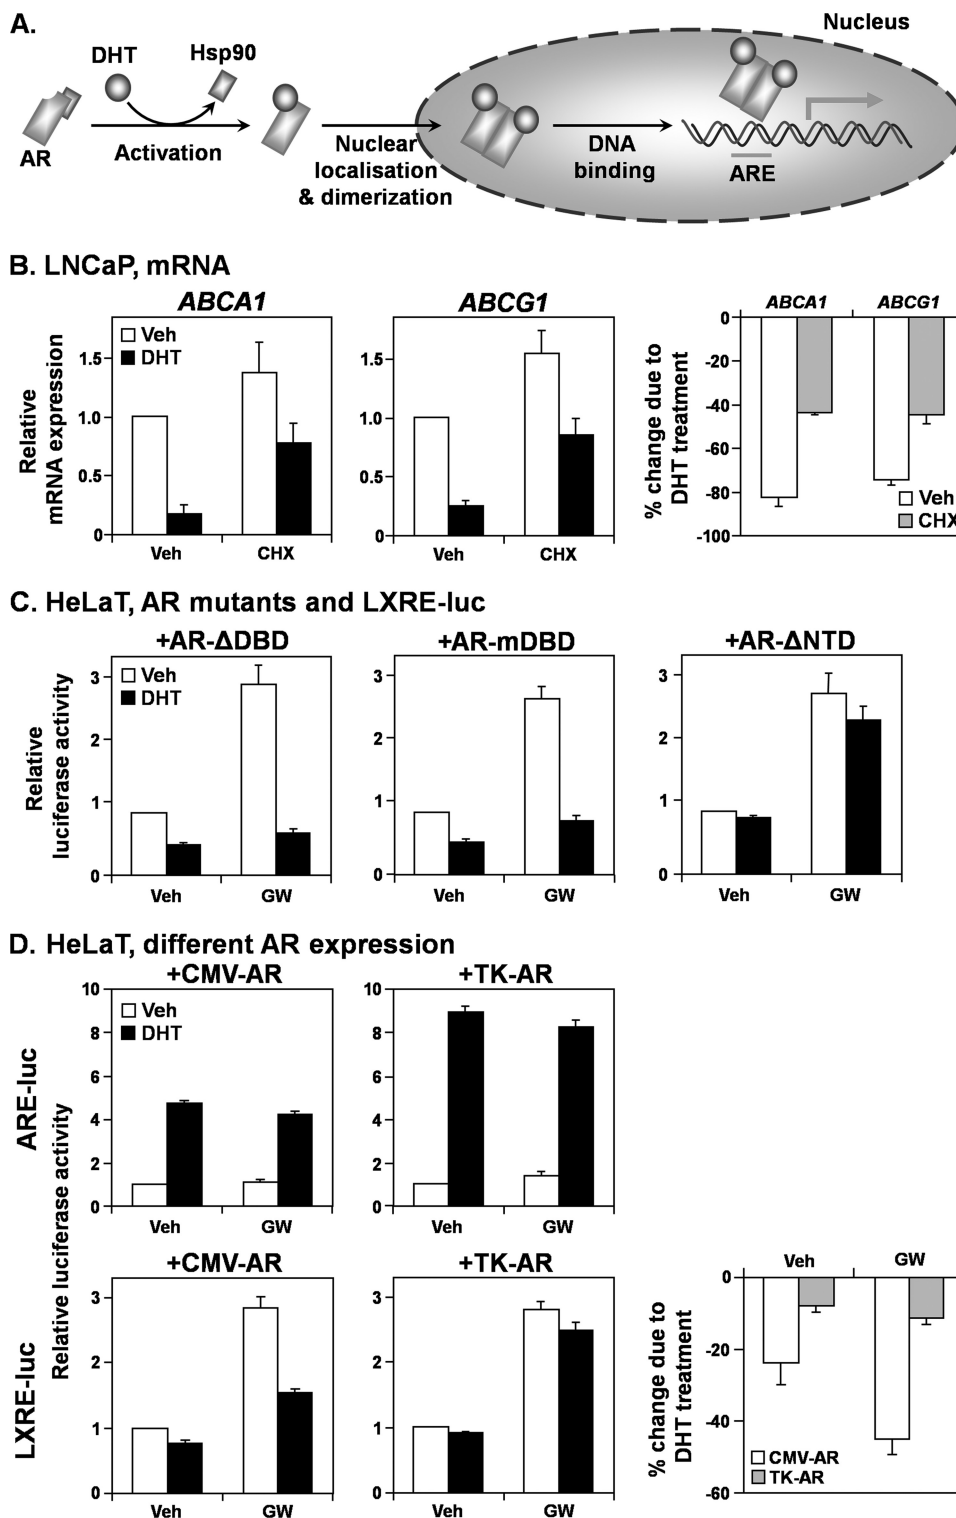 A.
Nucleus
DHT
Hsp90
AR
Activation
Nuclear
localisation
& dimerization
DNA
binding
ARE
B. LNCaP, mRNA
ABCA1
ABCG1
ABCA1 ABCG1
Relative
mRNA expression
Veh
DHT
1.5
1.0
0.5
0
Veh CHX
1.5
1.0
0.5
0
Veh CHX
% change due to
DHT treatment
0
-20
-40
-60
-80
-100
Veh
CHX
C. HeLaT, AR mutants and LXRE-luc
+AR-ΔDBD
+AR-mDBD
+AR-ΔNTD
Relative
luciferase activity
Veh
DHT
3
2
1
0
Veh GW
3
2
1
0
Veh GW
3
2
1
0
Veh GW
D. HeLaT, different AR expression
+CMV-AR
+TK-AR
ARE-luc
Relative luciferase activity
Veh
DHT
10
8
6
4
2
0
Veh GW
10
8
6
4
2
0
Veh GW
LXRE-luc
+CMV-AR
+TK-AR
3
2
1
0
Veh GW
3
2
1
0
Veh GW
Veh GW
% change due to
DHT treatment
0
-20
-40
-60
CMV-AR
TK-AR